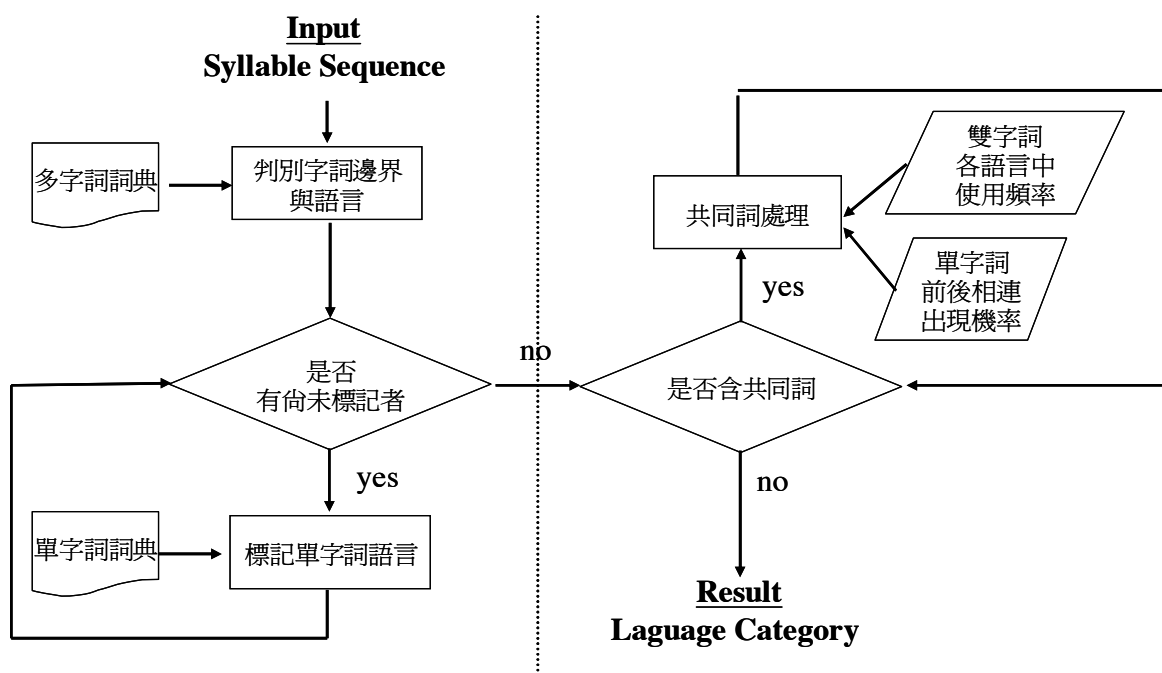 Input
Syllable Sequence
多字詞詞典
判別字詞邊界
與語言
是否
有尚未標記者
no
yes
單字詞詞典
標記單字詞語言
雙字詞
各語言中
使用頻率
共同詞處理
單字詞
前後相連
出現機率
yes
是否含共同詞
no
Result
Laguage Category